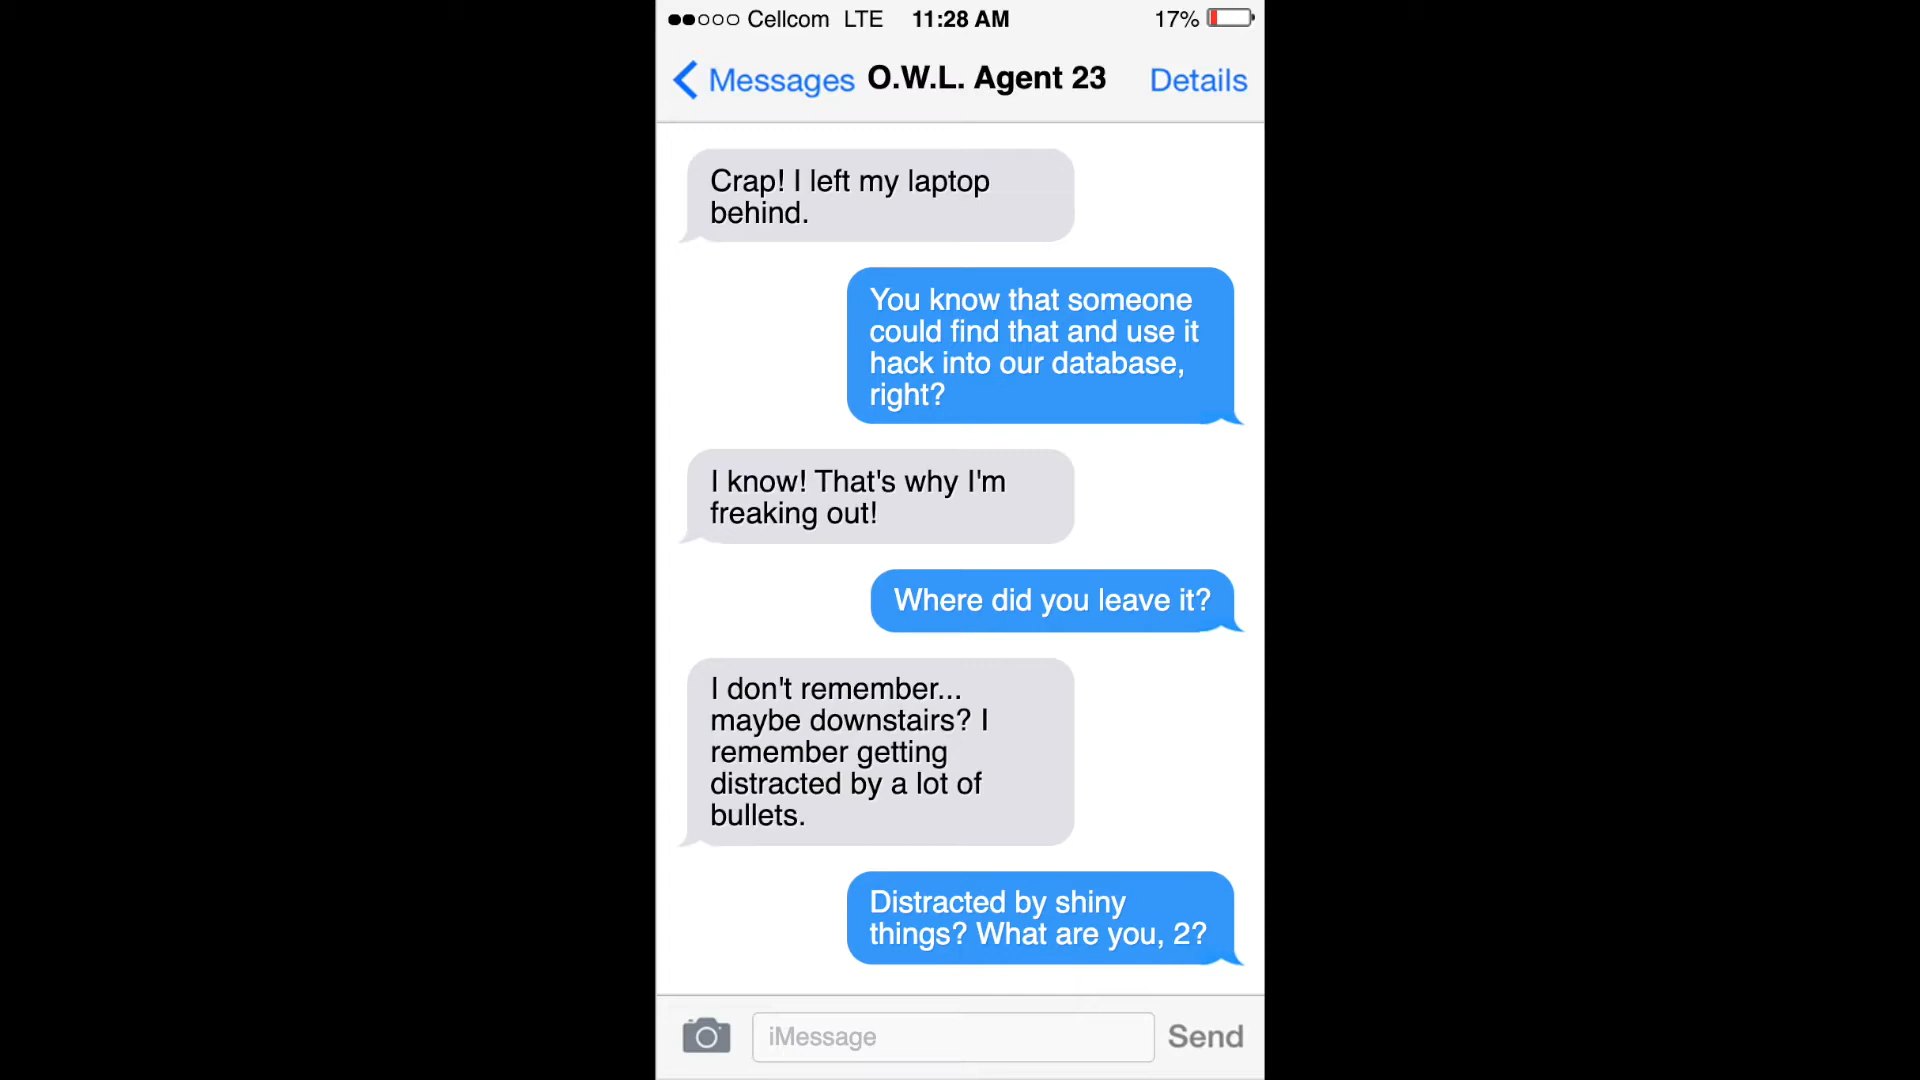 Cellcom LTE 11:28 AM 17%
Messages O.W.L. Agent 23 Details
Crap! I left my laptop
behind.
You know that someone
could find that and use it
hack into our database,
right?
I know! That's why I'm
freaking out!
Where did you leave it?
I don't remember...
maybe downstairs? I
remember getting
distracted by a lot of
bullets.
Distracted by shiny
things? What are you, 2?
iMessage Send